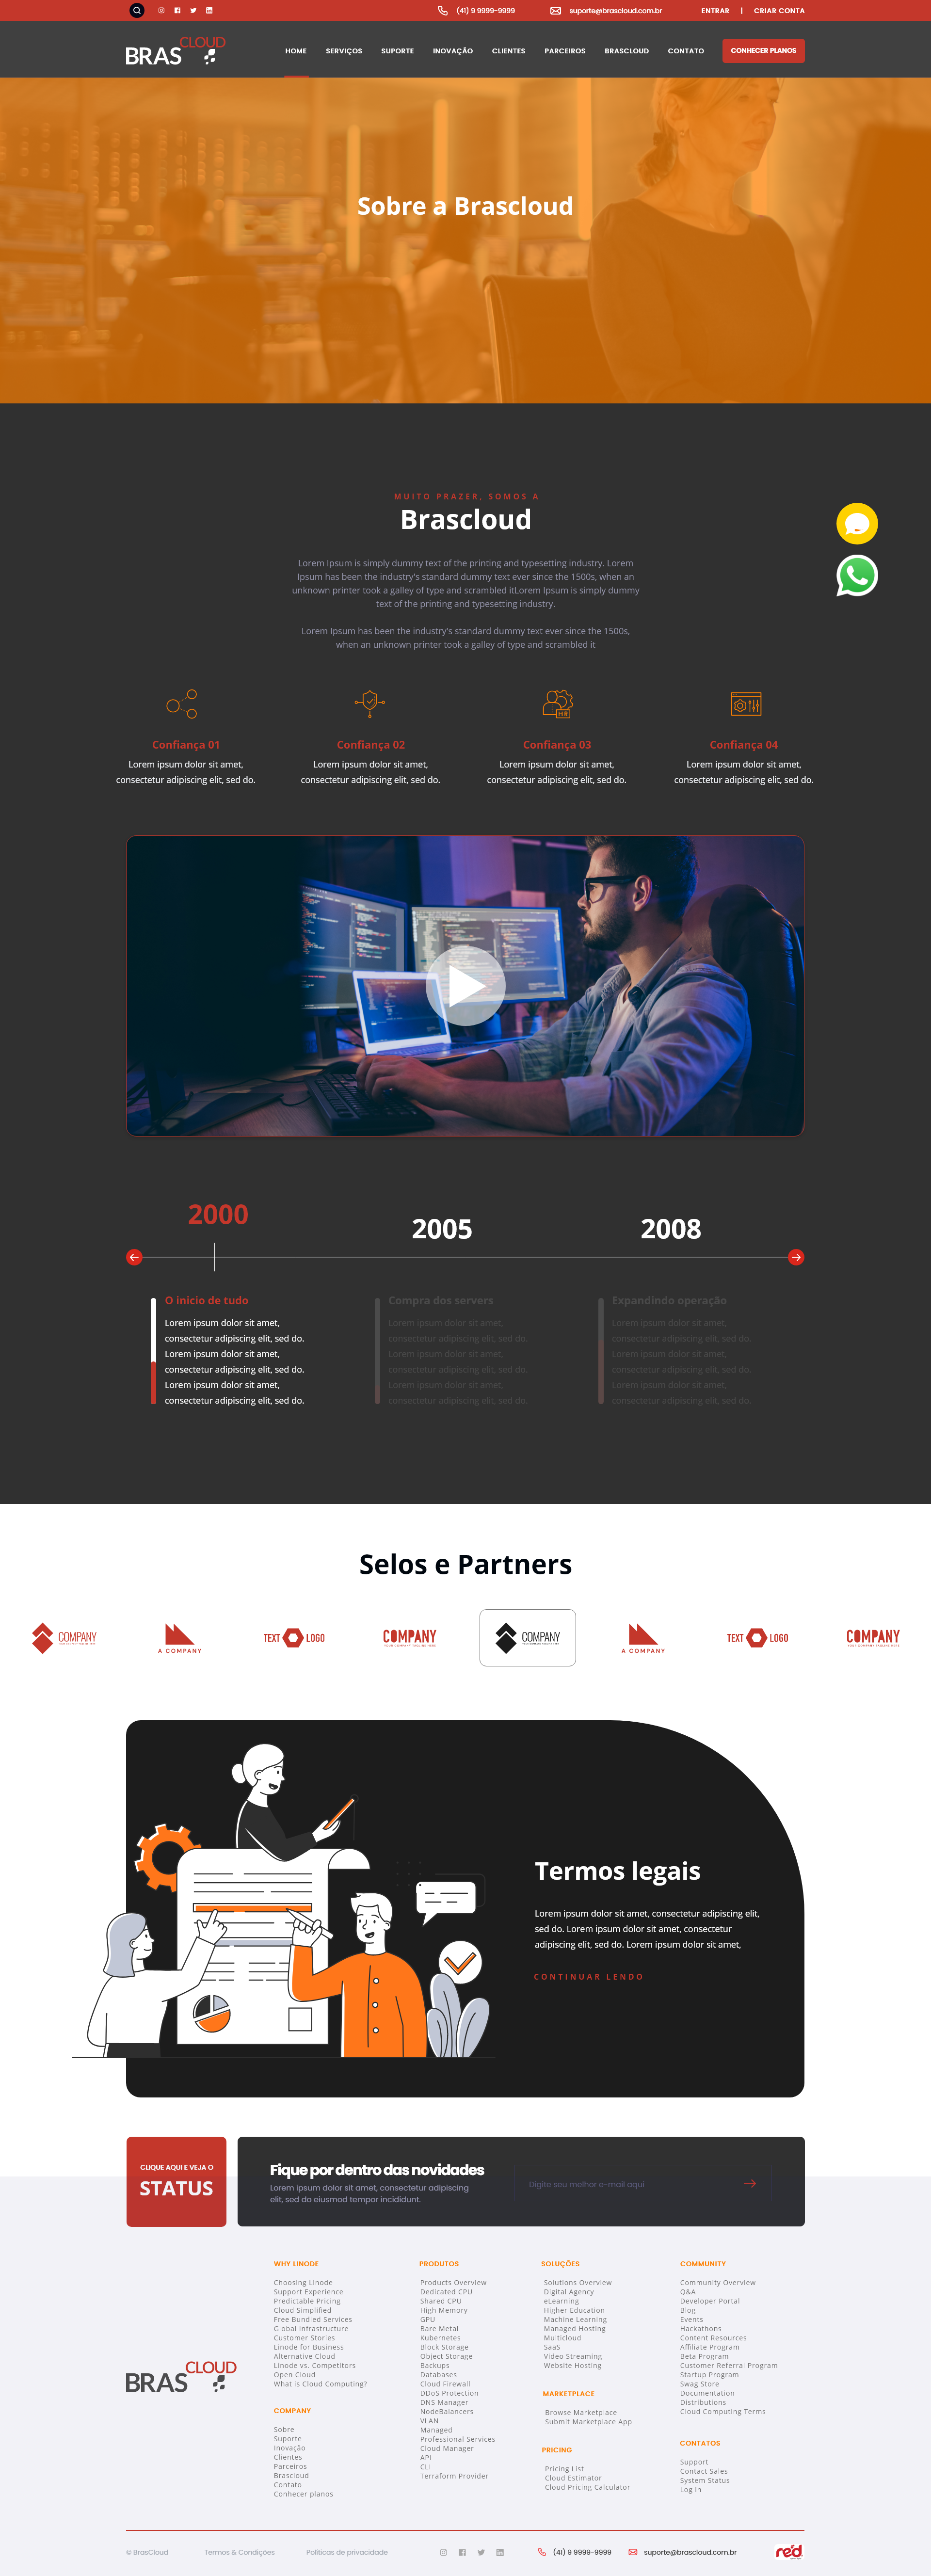 (41) 9 9999-9999
suporte@brascloud.com.br
ENTRAR | CRIAR CONTA
BRASCLOUD
HOME SERVIÇOS SUPORTE INOVAÇÃO CLIENTES PARCEIROS BRASCLOUD CONTATO
CONHECER PLANOS
Sobre a Brascloud
MUITO PRAZER, SOMOS A
Brascloud
Lorem Ipsum is simply dummy text of the printing and typesetting industry. Lorem
Ipsum has been the industry's standard dummy text ever since the 1500s, when an
unknown printer took a galley of type and scrambled itLorem Ipsum is simply dummy
text of the printing and typesetting industry.
Lorem Ipsum has been the industry's standard dummy text ever since the 1500s,
when an unknown printer took a galley of type and scrambled it
HR
Confiança 01
Lorem ipsum dolor sit amet,
consectetur adipiscing elit, sed do.
Confiança 02
Lorem ipsum dolor sit amet,
consectetur adipiscing elit, sed do.
Confiança 03
Lorem ipsum dolor sit amet,
consectetur adipiscing elit, sed do.
Confiança 04
Lorem ipsum dolor sit amet,
consectetur adipiscing elit, sed do.
2000
2005
2008
O inicio de tudo
Lorem ipsum dolor sit amet,
consectetur adipiscing elit, sed do.
Lorem ipsum dolor sit amet,
consectetur adipiscing elit, sed do.
Lorem ipsum dolor sit amet,
consectetur adipiscing elit, sed do.
Compra dos servers
Lorem ipsum dolor sit amet,
consectetur adipiscing elit, sed do.
Lorem ipsum dolor sit amet,
consectetur adipiscing elit, sed do.
Lorem ipsum dolor sit amet,
consectetur adipiscing elit, sed do.
Expandindo operação
Lorem ipsum dolor sit amet,
consectetur adipiscing elit, sed do.
Lorem ipsum dolor sit amet,
consectetur adipiscing elit, sed do.
Lorem ipsum dolor sit amet,
consectetur adipiscing elit, sed do.
Selos e Partners
COMPANY
A COMPANY
TEXT LOGO
COMPANY
COMPANY
A COMPANY
TEXT LOGO
COMPANY
Termos legais
Lorem ipsum dolor sit amet, consectetur adipiscing elit,
sed do. Lorem ipsum dolor sit amet, consectetur
adipiscing elit, sed do. Lorem ipsum dolor sit amet,
CONTINUAR LENDO
CLIQUE AQUI E VEJA O
STATUS
Fique por dentro das novidades
Lorem ipsum dolor sit amet, consectetur adipiscing
elit, sed do eiusmod tempor incididunt.
Digite seu melhor e-mail aqui
BRASCLOUD
WHY LINODE
Choosing Linode
Support Experience
Predictable Pricing
Cloud Simplified
Free Bundled Services
Global Infrastructure
Customer Stories
Linode for Business
Alternative Cloud
Linode vs. Competitors
Open Cloud
What is Cloud Computing?
COMPANY
Sobre
Suporte
Inovação
Clientes
Parceiros
Brascloud
Contato
Conhecer planos
PRODUTOS
Products Overview
Dedicated CPU
Shared CPU
High Memory
GPU
Bare Metal
Kubernetes
Block Storage
Object Storage
Backups
Databases
Cloud Firewall
DDoS Protection
DNS Manager
NodeBalancers
VLAN
Managed
Professional Services
Cloud Manager
API
CLI
Terraform Provider
SOLUÇÕES
Solutions Overview
Digital Agency
eLearning
Higher Education
Machine Learning
Managed Hosting
Multicloud
SaaS
Video Streaming
Website Hosting
MARKETPLACE
Browse Marketplace
Submit Marketplace App
PRICING
Pricing List
Cloud Estimator
Cloud Pricing Calculator
COMMUNITY
Community Overview
Q&A
Developer Portal
Blog
Events
Hackathons
Content Resources
Affiliate Program
Beta Program
Customer Referral Program
Startup Program
Swag Store
Documentation
Distributions
Cloud Computing Terms
CONTATOS
Support
Contact Sales
System Status
Log in
© BrasCloud
Termos & Condições
Políticas de privacidade
(41) 9 9999-9999
suporte@brascloud.com.br
red